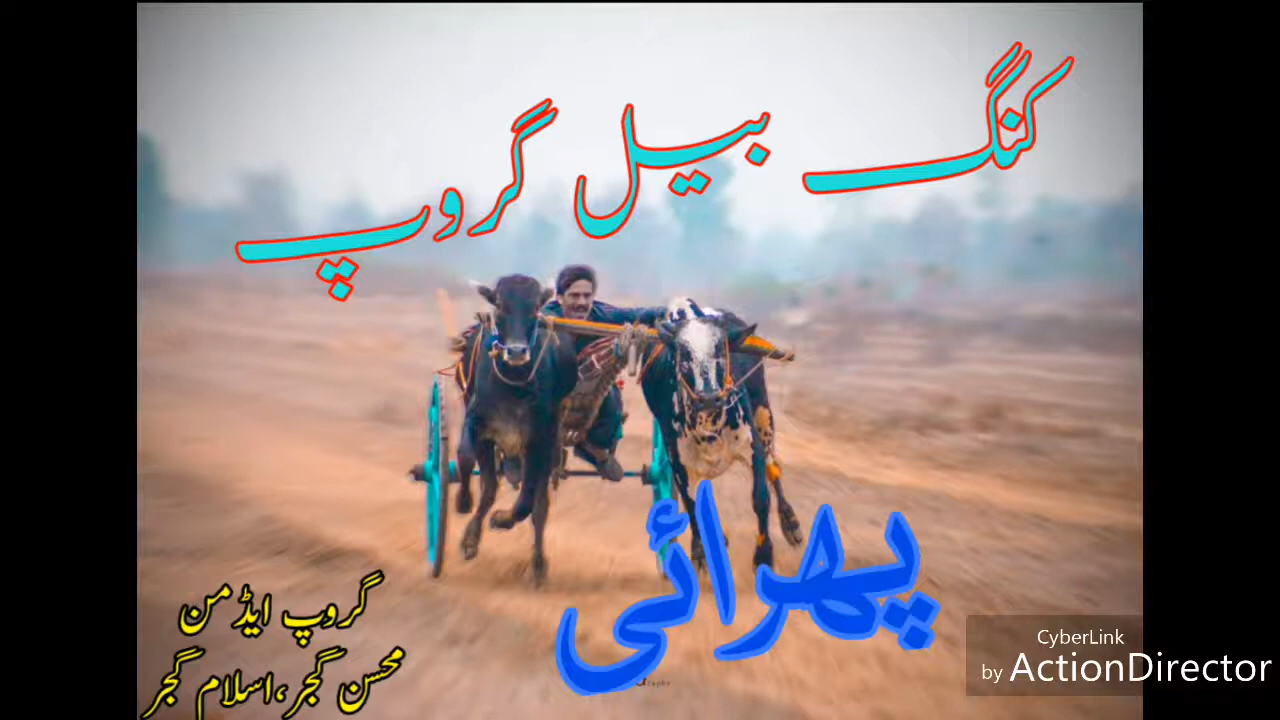 کنگ بیل گروپ
پھرائی
گروپ ایڈمن
محسن گجر ،اسلام گجر
CyberLink
by ActionDirector